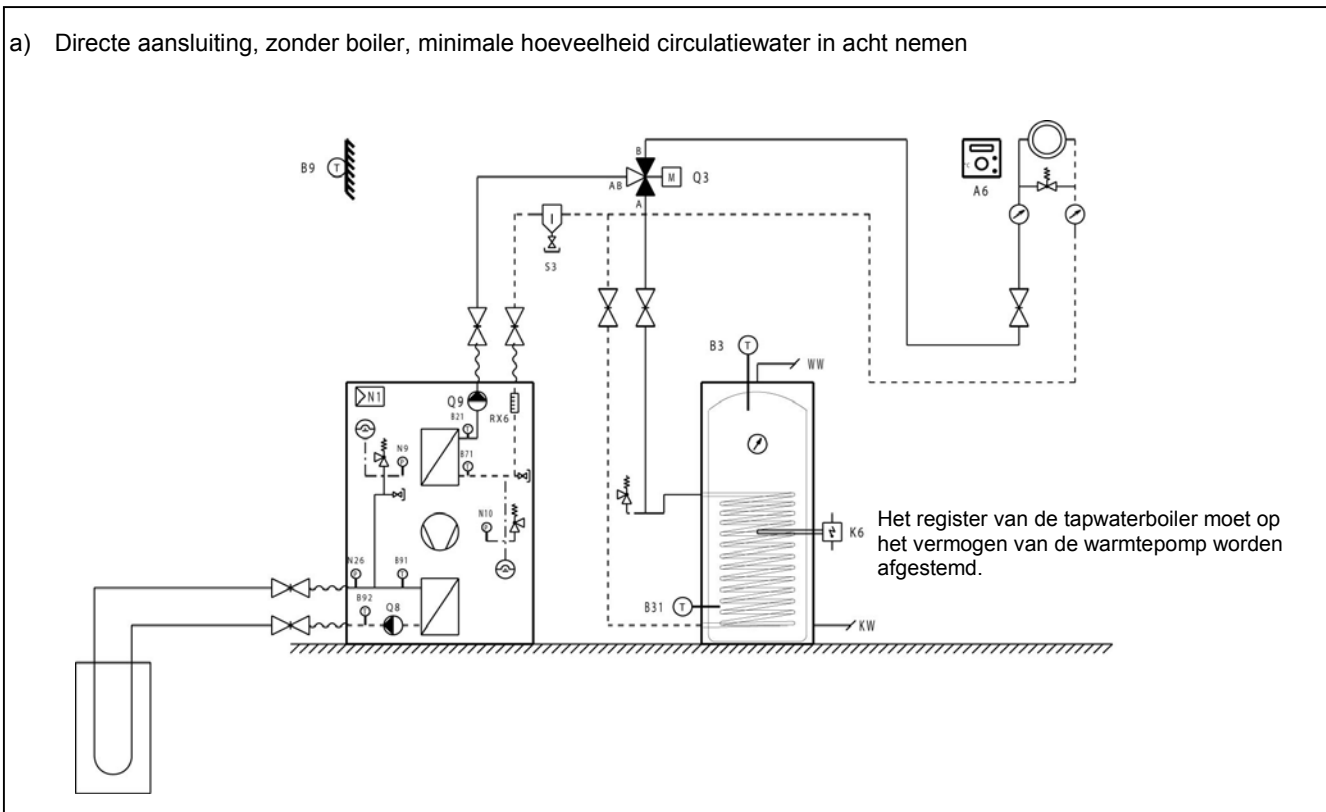 a) Directe aansluiting, zonder boiler, minimale hoeveelheid circulatiewater in acht nemen
B9 T
B
AB
M Q3
A
°C
A6
S3
B3 T
WW
N1
Q9
B21
T
RX6
N9
P
B71
T
N10
P
K6
Het register van de tapwaterboiler moet op
het vermogen van de warmtepomp worden
afgestemd.
N26
P
B91
T
B92
T
Q8
B31 T
KW